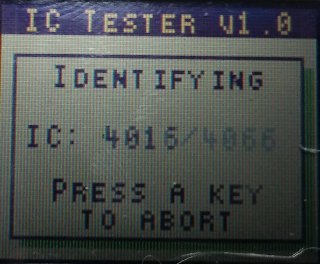 IC TESTER V1.0
IDENTIFYING
IC: 4016/4066
PRESS A KEY
TO ABORT